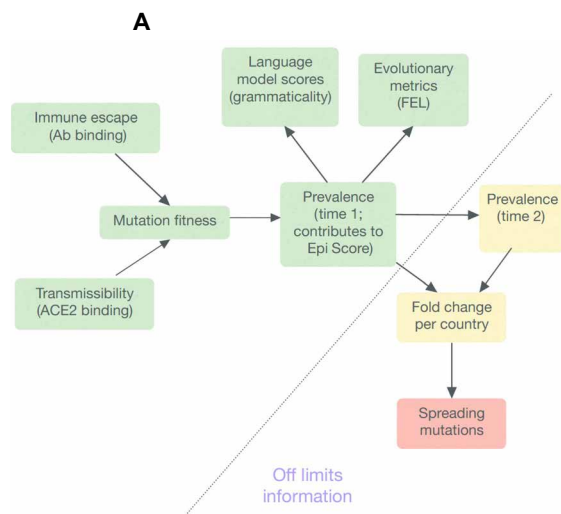 A
Language
model scores
(grammaticality)
Evolutionary
metrics
(FEL)
Immune escape
(Ab binding)
Mutation fitness
Prevalence
(time 1;
contributes to
Epi Score)
Prevalence
(time 2)
Transmissibility
(ACE2 binding)
Fold change
per country
Spreading
mutations
Off limits
information